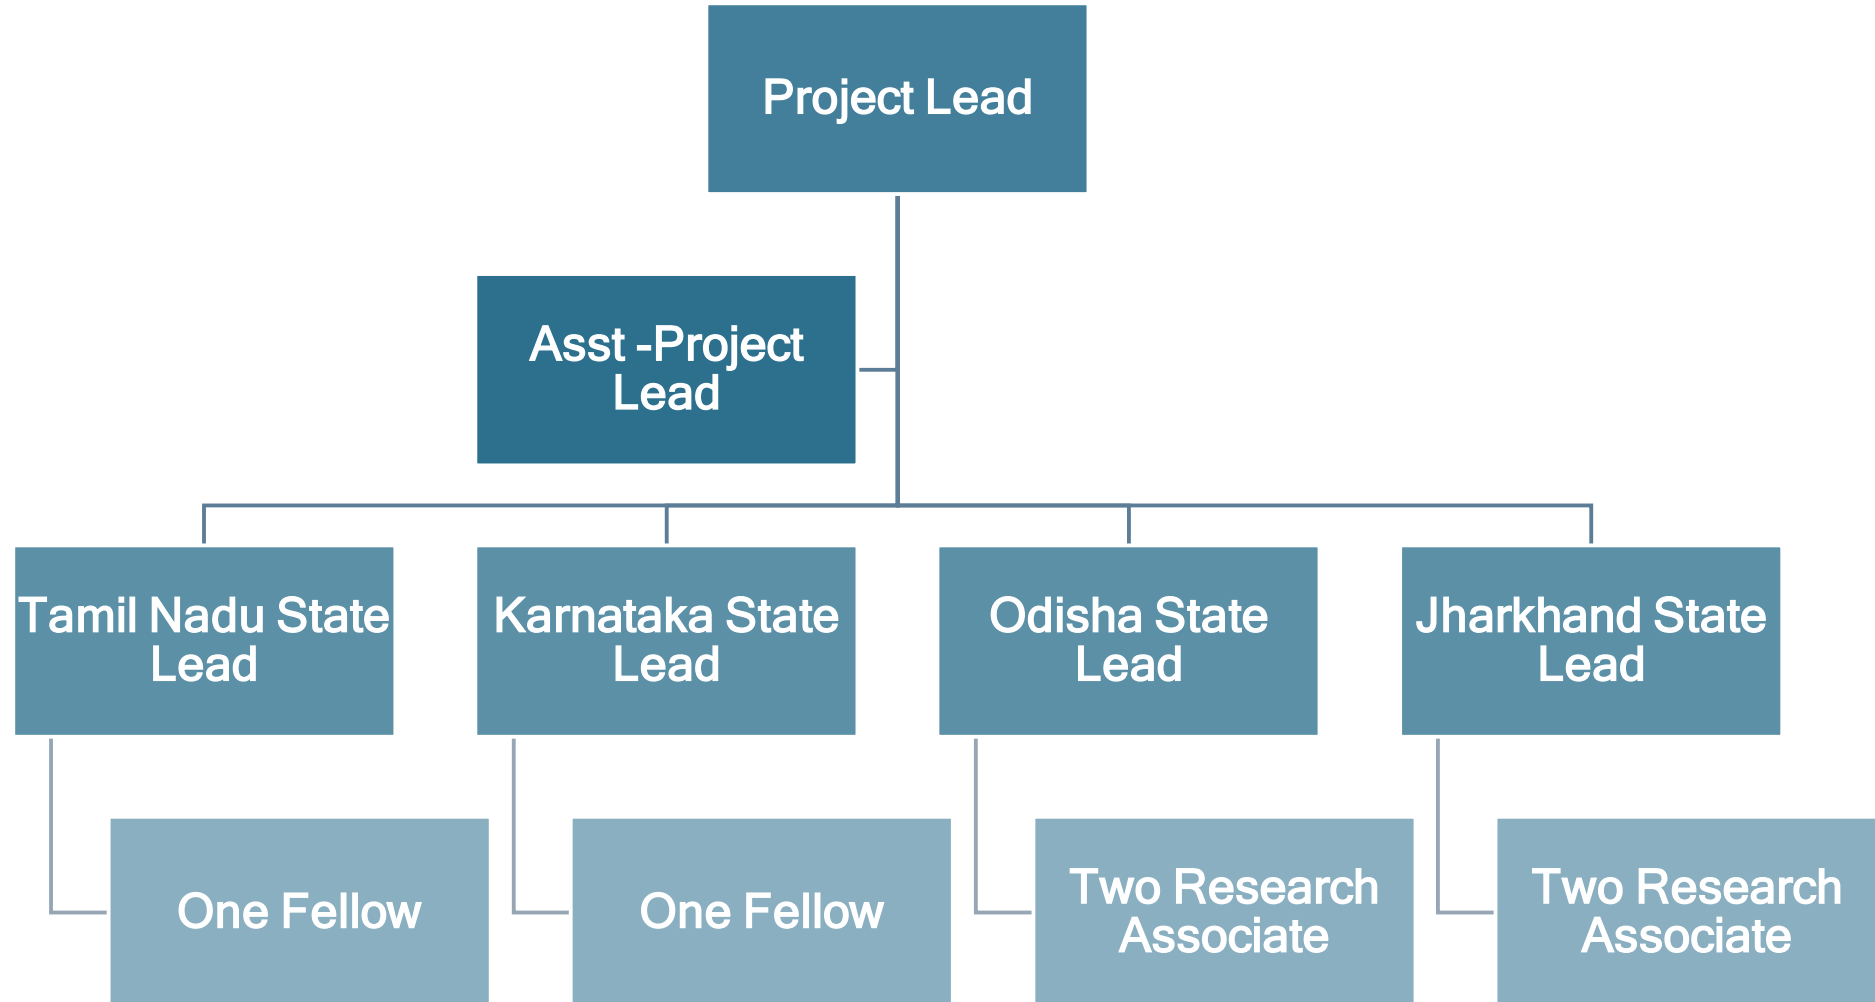 Project Lead
Asst -Project
Lead
Tamil Nadu State
Lead
Karnataka State
Lead
Odisha State
Lead
Jharkhand State
Lead
One Fellow
One Fellow
Two Research
Associate
Two Research
Associate